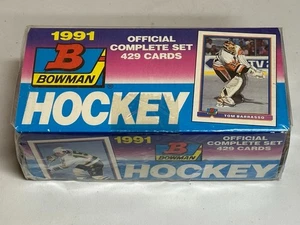 1991
B
BOWMAN
OFFICIAL
COMPLETE SET
429 CARDS
HOCKEY
TOM BARRASSO
1991
B
BOWMAN
OFFICIAL
COMPLETE SET
429 CARDS
HOCKEY